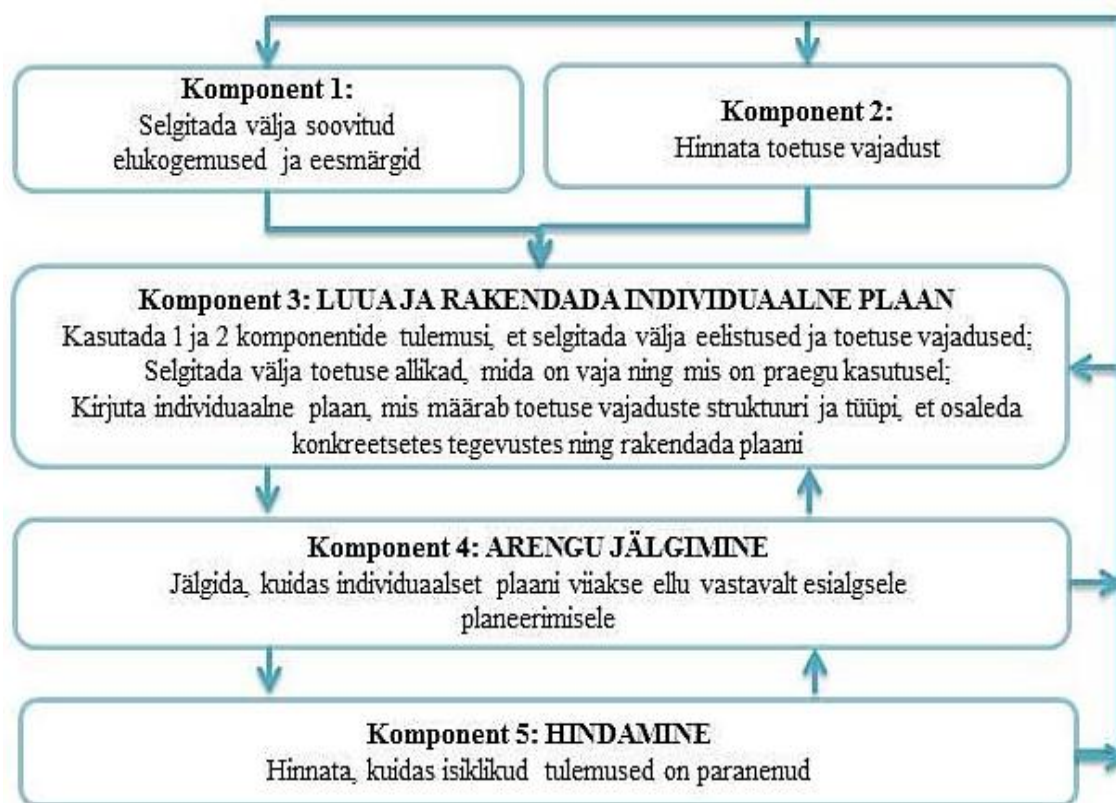 Komponent 1:
Selgitada välja soovitud
elukogemused ja eesmärgid
Komponent 2:
Hinnata toetuse vajadust
Komponent 3: LUUA JA RAKENDADA INDIVIDUAALNE PLAAN
Kasutada 1 ja 2 komponentide tulemusi, et selgitada välja eelistused ja toetuse vajadused;
Selgitada välja toetuse allikad, mida on vaja ning mis on praegu kasutusel;
Kirjuta individuaalne plaan, mis määrab toetuse vajaduste struktuuri ja tüüpi, et osaleda
konkreetsetes tegevustes ning rakendada plaani
Komponent 4: ARENGU JÄLGIMINE
Jälgida, kuidas individuaalset plaani viiakse ellu vastavalt esialgsele
planeerimisele
Komponent 5: HINDAMINE
Hinnata, kuidas isiklikud tulemused on paranenud